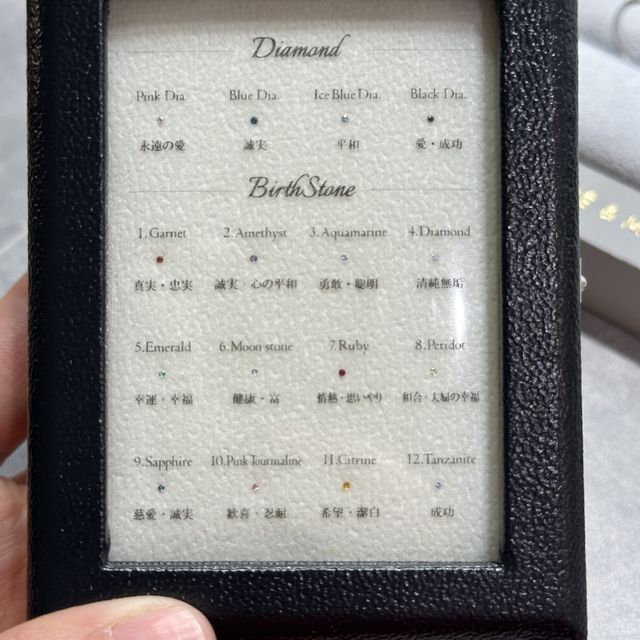 Diamond
Pink Dia. Blue Dia. Ice Blue Dia. Black Dia.
永遠の愛 誠実 平和 愛・成功
BirthStone
1.Garnet 2.Amethyst 3.Aquamarine 4.Diamond
真実・忠実 誠実・心の平和 勇敢・聡明 清純無垢
5.Emerald 6.Moon stone 7.Ruby 8.Peridot
幸運・幸福 健康・富 情熱・思いやり 和合・夫婦の幸福
9.Sapphire 10.Pink Tourmaline 11.Citrine 12.Tanzanite
慈愛・誠実 歓喜・忍耐 希望・潔白 成功